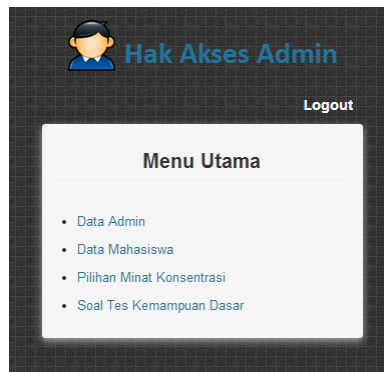 Hak Akses Admin
Logout
Menu Utama
Data Admin
Data Mahasiswa
Pilihan Minat Konsentrasi
Soal Tes Kemampuan Dasar